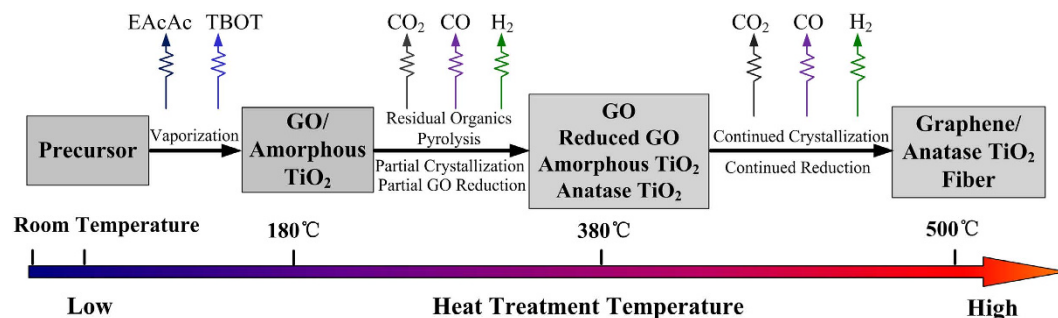 EAcAc TBOT CO₂ CO H₂ CO₂ CO H₂
Precursor
Vaporization
GO/
Amorphous
TiO₂
Residual Organics
Pyrolysis
Partial Crystallization
Partial GO Reduction
GO
Reduced GO
Amorphous TiO₂
Anatase TiO₂
Continued Crystallization
Continued Reduction
Graphene/
Anatase TiO₂
Fiber
Room Temperature 180℃ 380℃ 500℃
Low Heat Treatment Temperature High